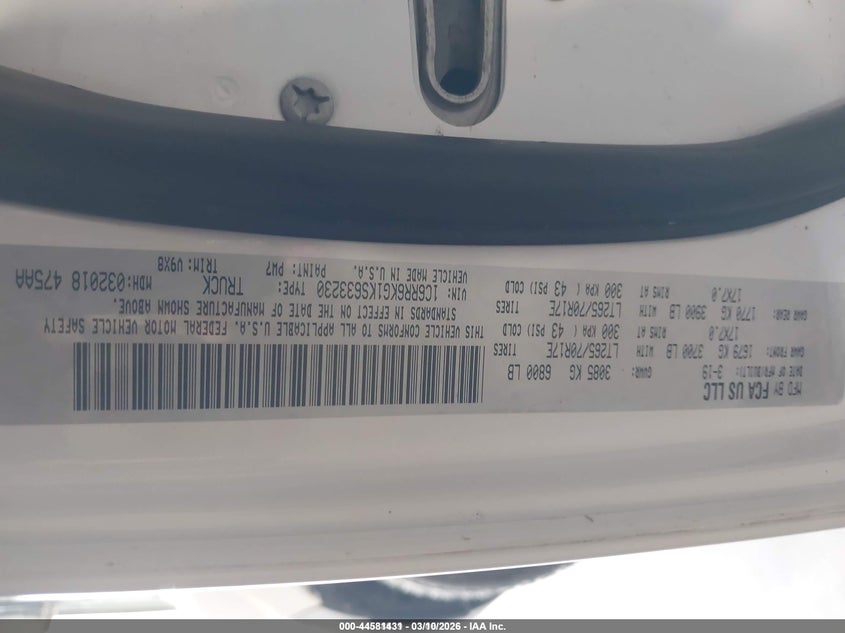 MFD BY FCA US LLC
DATE OF MFR/BUILT: 3-19 GVWR: 3085 KG 6800 LB
GAWR FRONT: 1679 KG 3700 LB WITH LT265/70R17E TIRES
17X7.0 RIMS AT 300 KPA ( 43 PSI) COLD
GAWR REAR: 1770 KG 3900 LB WITH LT265/70R17E TIRES
17X7.0 RIMS AT 300 KPA ( 43 PSI) COLD
THIS VEHICLE CONFORMS TO ALL APPLICABLE U.S.A. FEDERAL MOTOR VEHICLE SAFETY
STANDARDS IN EFFECT ON THE DATE OF MANUFACTURE SHOWN ABOVE.
VIN: 1C6RR6KG1KS633230 TYPE: TRUCK MDH:032018 475AA
VEHICLE MADE IN U.S.A. PAINT: PW7 TRIM: V9X8
000-44581431 - 03/10/2026 - IAA Inc.